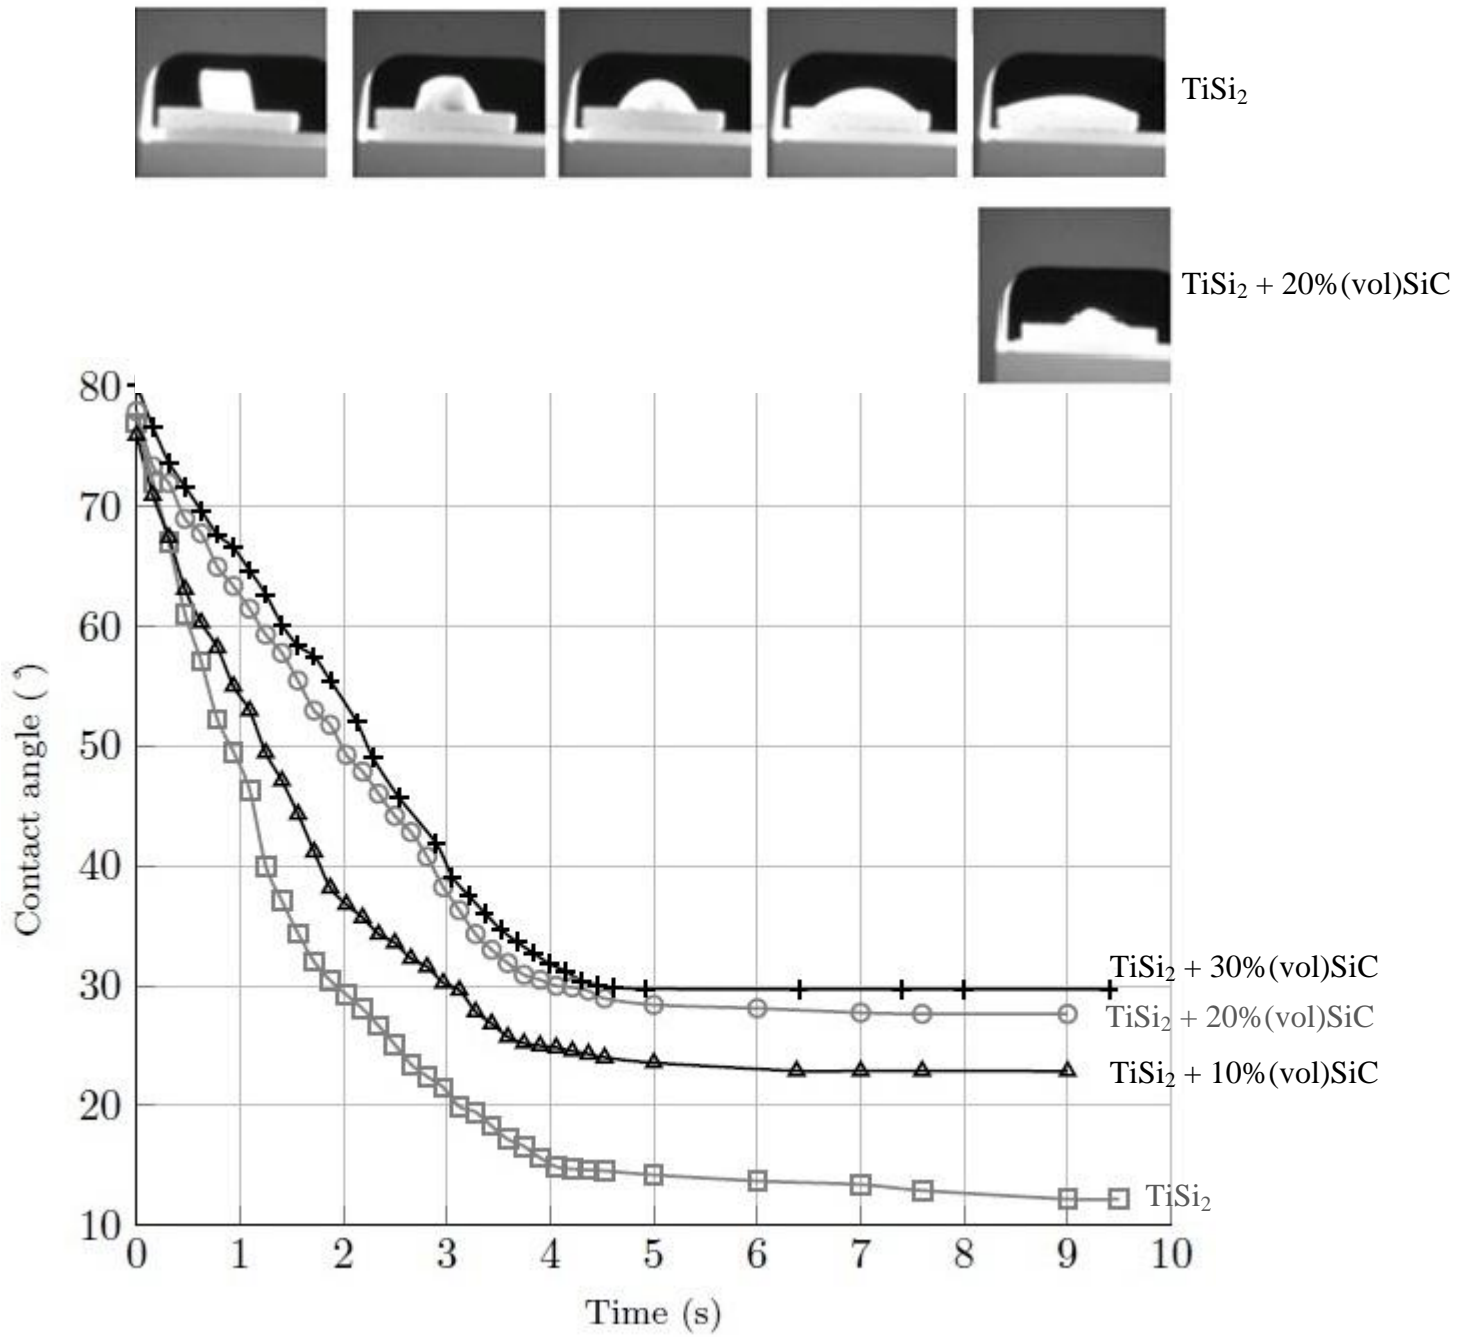 TiSi₂
TiSi₂ + 20%(vol)SiC
80
70
60
50
40
30
20
10
Contact angle (°)
TiSi₂ + 30%(vol)SiC
TiSi₂ + 20%(vol)SiC
TiSi₂ + 10%(vol)SiC
TiSi₂
0 1 2 3 4 5 6 7 8 9 10
Time (s)